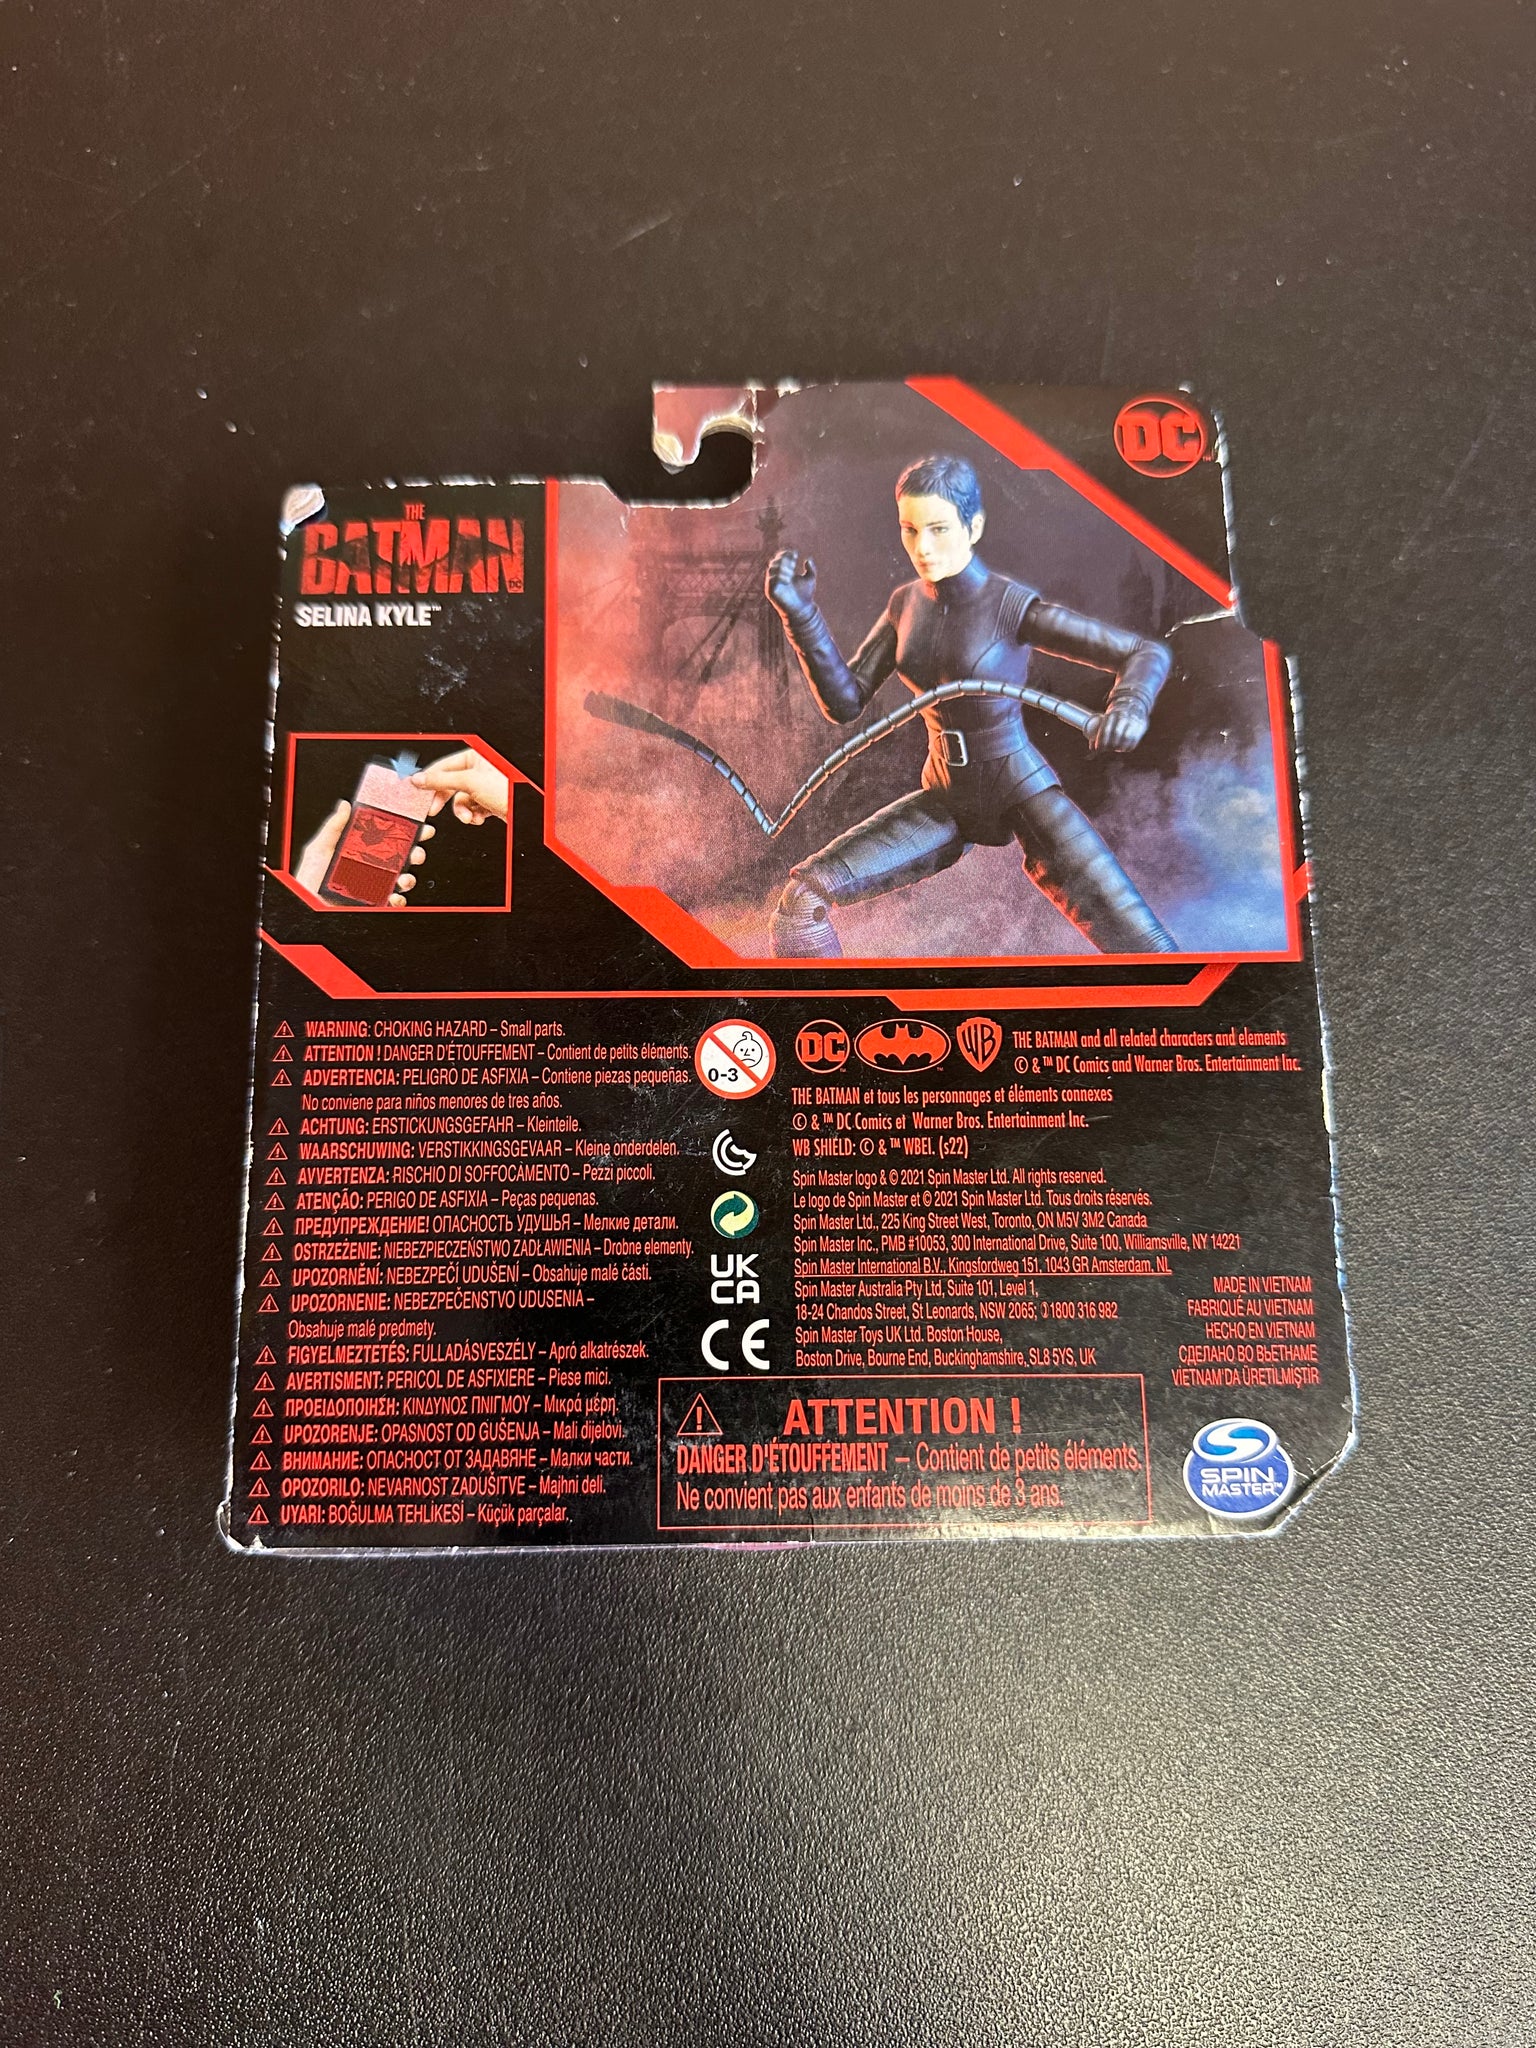 THE
BATMAN
DC
SELINA KYLE™
DC
⚠ WARNING: CHOKING HAZARD – Small parts.
⚠ ATTENTION ! DANGER D'ÉTOUFFEMENT – Contient de petits éléments.
⚠ ADVERTENCIA: PELIGRO DE ASFIXIA – Contiene piezas pequeñas.
No conviene para niños menores de tres años.
⚠ ACHTUNG: ERSTICKUNGSGEFAHR – Kleinteile.
⚠ WAARSCHUWING: VERSTIKKINGSGEVAAR – Kleine onderdelen.
⚠ AVVERTENZA: RISCHIO DI SOFFOCAMENTO – Pezzi piccoli.
⚠ ATENÇÃO: PERIGO DE ASFIXIA – Peças pequenas.
⚠ ПРЕДУПРЕЖДЕНИЕ! ОПАСНОСТЬ УДУШЬЯ – Мелкие детали.
⚠ OSTRZEŻENIE: NIEBEZPIECZEŃSTWO ZADŁAWIENIA – Drobne elementy.
⚠ UPOZORNĚNÍ: NEBEZPEČÍ UDUŠENÍ – Obsahuje malé části.
⚠ UPOZORNENIE: NEBEZPEČENSTVO UDUSENIA –
Obsahuje malé predmety.
⚠ FIGYELMEZTETÉS: FULLADÁSVESZÉLY – Apró alkatrészek.
⚠ AVERTISMENT: PERICOL DE ASFIXIERE – Piese mici.
⚠ ΠΡΟΕΙΔΟΠΟΙΗΣΗ: ΚΙΝΔΥΝΟΣ ΠΝΙΓΜΟΥ – Μικρά μέρη.
⚠ UPOZORENJE: OPASNOST OD GUŠENJA – Mali dijelovi.
⚠ ВНИМАНИЕ: ОПАСНОСТ ОТ ЗАДАВЯНЕ – Малки части.
⚠ OPOZORILO: NEVARNOST ZADUŠITVE – Majhni deli.
⚠ UYARI: BOĞULMA TEHLİKESİ – Küçük parçalar.
0-3
UK
CA
CE
DC
WB
THE BATMAN and all related characters and elements
© & ™ DC Comics and Warner Bros. Entertainment Inc.
THE BATMAN et tous les personnages et éléments connexes
© & ™ DC Comics et Warner Bros. Entertainment Inc.
WB SHIELD: © & ™ WBEI. (s22)
Spin Master logo & © 2021 Spin Master Ltd. All rights reserved.
Le logo de Spin Master et © 2021 Spin Master Ltd. Tous droits réservés.
Spin Master Ltd., 225 King Street West, Toronto, ON M5V 3M2 Canada
Spin Master Inc., PMB #10053, 300 International Drive, Suite 100, Williamsville, NY 14221
Spin Master International B.V., Kingsfordweg 151, 1043 GR Amsterdam, NL
Spin Master Australia Pty Ltd, Suite 101, Level 1,
18-24 Chandos Street, St Leonards, NSW 2065; ✆1800 316 982
Spin Master Toys UK Ltd. Boston House,
Boston Drive, Bourne End, Buckinghamshire, SL8 5YS, UK
MADE IN VIETNAM
FABRIQUÉ AU VIETNAM
HECHO EN VIETNAM
СДЕЛАНО ВО ВЬЕТНАМЕ
VİETNAM'DA ÜRETİLMİŞTİR
⚠ ATTENTION !
DANGER D'ÉTOUFFEMENT – Contient de petits éléments.
Ne convient pas aux enfants de moins de 3 ans.
SPIN
MASTER™